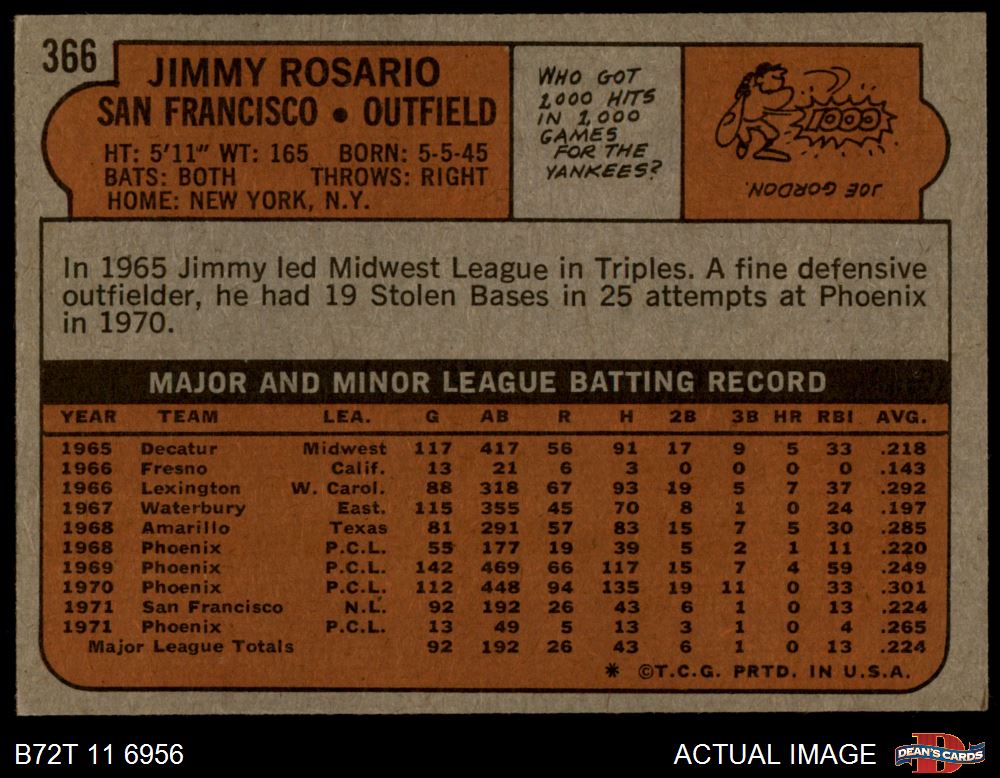 366
JIMMY ROSARIO
SAN FRANCISCO • OUTFIELD
HT: 5'11" WT: 165 BORN: 5-5-45
BATS: BOTH THROWS: RIGHT
HOME: NEW YORK, N.Y.
WHO GOT
1,000 HITS
IN 1,000
GAMES
FOR THE
YANKEES?
1000
JOE GORDON.
In 1965 Jimmy led Midwest League in Triples. A fine defensive
outfielder, he had 19 Stolen Bases in 25 attempts at Phoenix
in 1970.
MAJOR AND MINOR LEAGUE BATTING RECORD
YEAR TEAM LEA. G AB R H 2B 3B HR RBI AVG.
1965 Decatur Midwest 117 417 56 91 17 9 5 33 .218
1966 Fresno Calif. 13 21 6 3 0 0 0 0 .143
1966 Lexington W. Carol. 88 318 67 93 19 5 7 37 .292
1967 Waterbury East. 115 355 45 70 8 1 0 24 .197
1968 Amarillo Texas 81 291 57 83 15 7 5 30 .285
1968 Phoenix P.C.L. 55 177 19 39 5 2 1 11 .220
1969 Phoenix P.C.L. 142 469 66 117 15 7 4 59 .249
1970 Phoenix P.C.L. 112 448 94 135 19 11 0 33 .301
1971 San Francisco N.L. 92 192 26 43 6 1 0 13 .224
1971 Phoenix P.C.L. 13 49 5 13 3 1 0 4 .265
Major League Totals 92 192 26 43 6 1 0 13 .224
* ©T.C.G. PRTD. IN U.S.A.
B72T 11 6956
ACTUAL IMAGE
D
DEAN'S CARDS